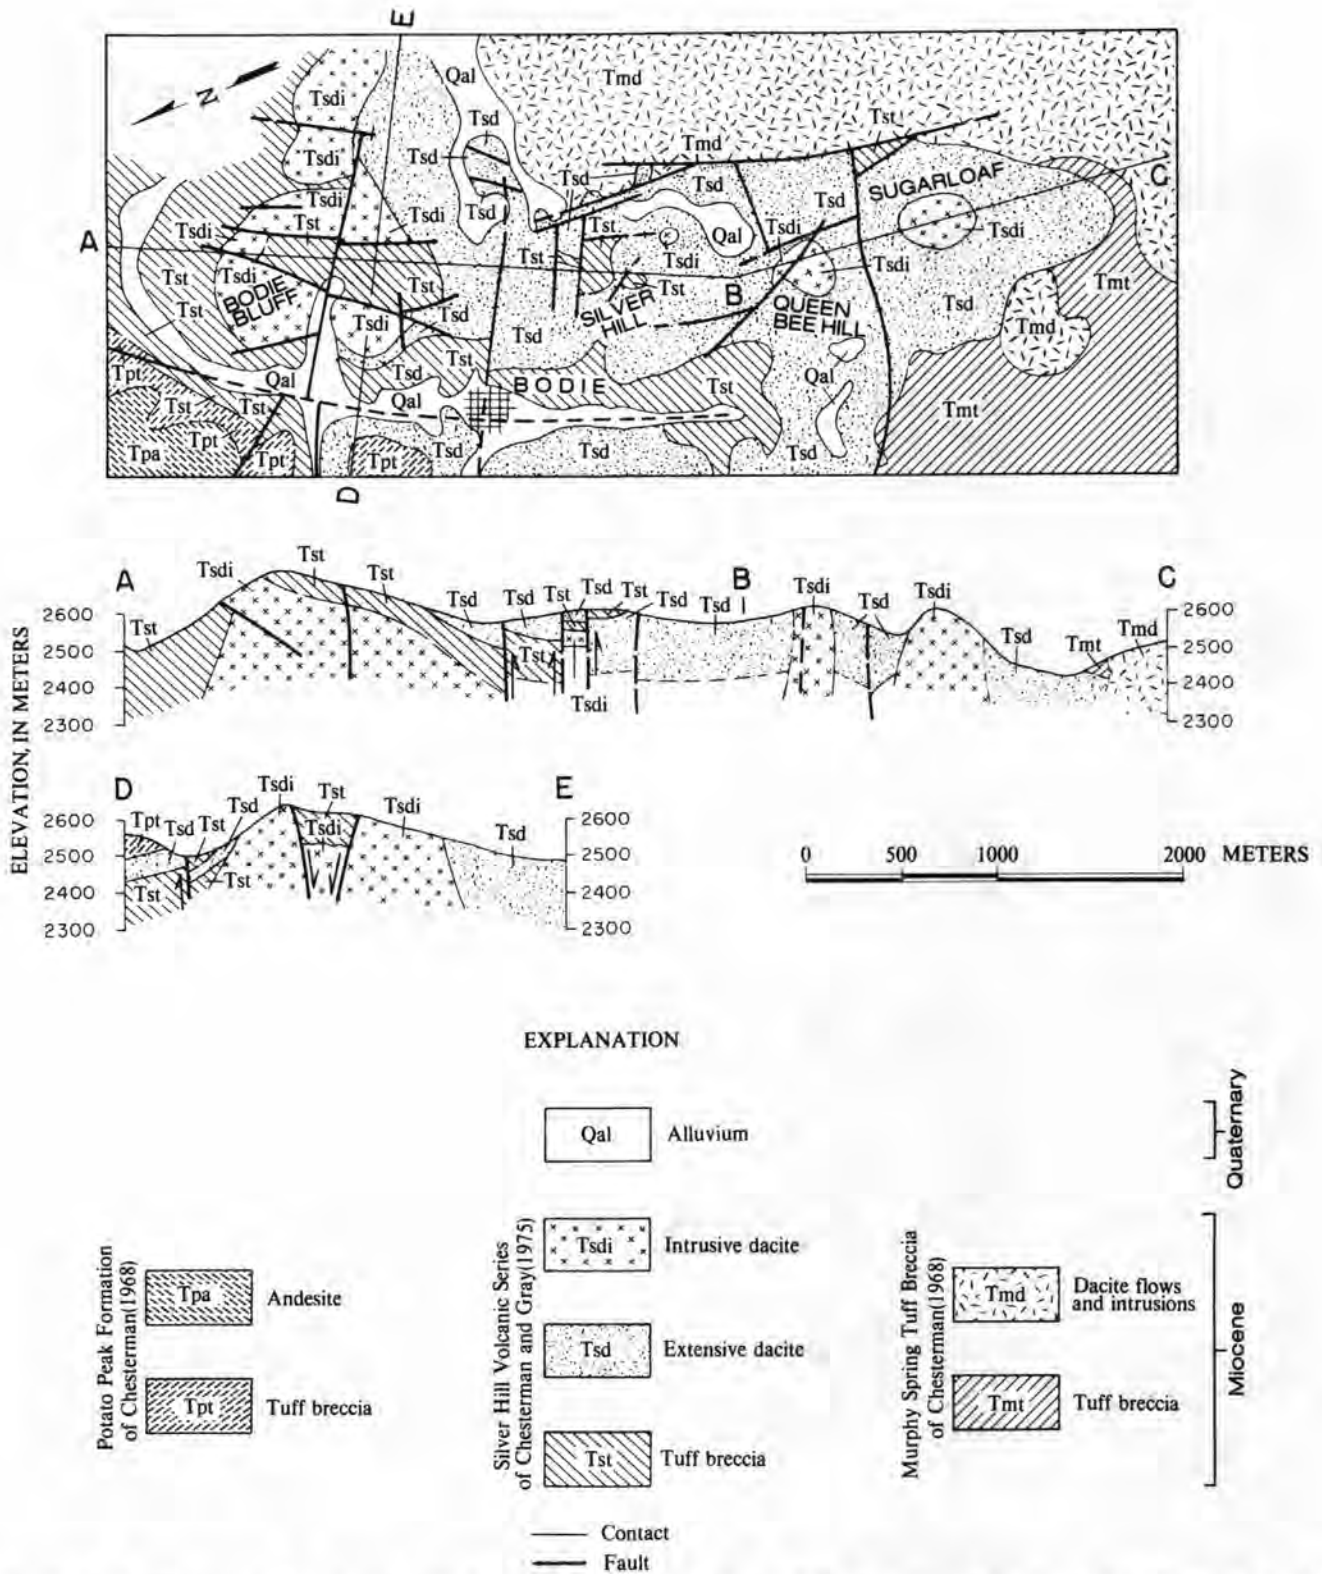 E
N
Qal
Tmd
Tsdi
Tsd
Tst
Tsdi
Tsd
Tmd
Tsd
Tsd
Tsd
SUGARLOAF
C
Tsdi
Tst
Tsdi
Tsd
Tst
Tsdi
Qal
Tsdi
A
Tsdi
Tst
Tsdi
Tst
Tsdi
Tst
BODIE
BLUFF
Tst
Tsdi
Tsd
Tst
SILVER
HILL
B
QUEEN
BEE HILL
Tsd
Tmt
Tmd
Tpt
Qal
Tst
Tsd
Tst
Qal
BODIE
Tst
Qal
Tmt
Tst
Tst
Tpa
Tpt
Tpt
Tpt
Tsd
Tsd
Tsd
D
A
Tsdi
Tst
Tst
Tsd
Tsd
Tst
Tsd
Tst
Tsd
Tsd
B
Tsdi
Tsd
Tsdi
Tsd
Tmt
Tmd
C
2600
2500
2400
2300
Tst
Tst
Tsdi
2600
2500
2400
2300
ELEVATION, IN METERS
D
Tpt
Tsd
Tst
Tsd
Tsdi
Tst
Tsdi
Tsdi
Tsd
E
2600
2500
2400
2300
Tst
Tst
2600
2500
2400
2300
0 500 1000 2000 METERS
EXPLANATION
Qal Alluvium
Quaternary
Potato Peak Formation
of Chesterman(1968)
Tpa Andesite
Tpt Tuff breccia
Silver Hill Volcanic Series
of Chesterman and Gray(1975)
Tsdi Intrusive dacite
Tsd Extensive dacite
Tst Tuff breccia
Murphy Spring Tuff Breccia
of Chesterman(1968)
Tmd Dacite flows
and intrusions
Tmt Tuff breccia
Miocene
Contact
Fault